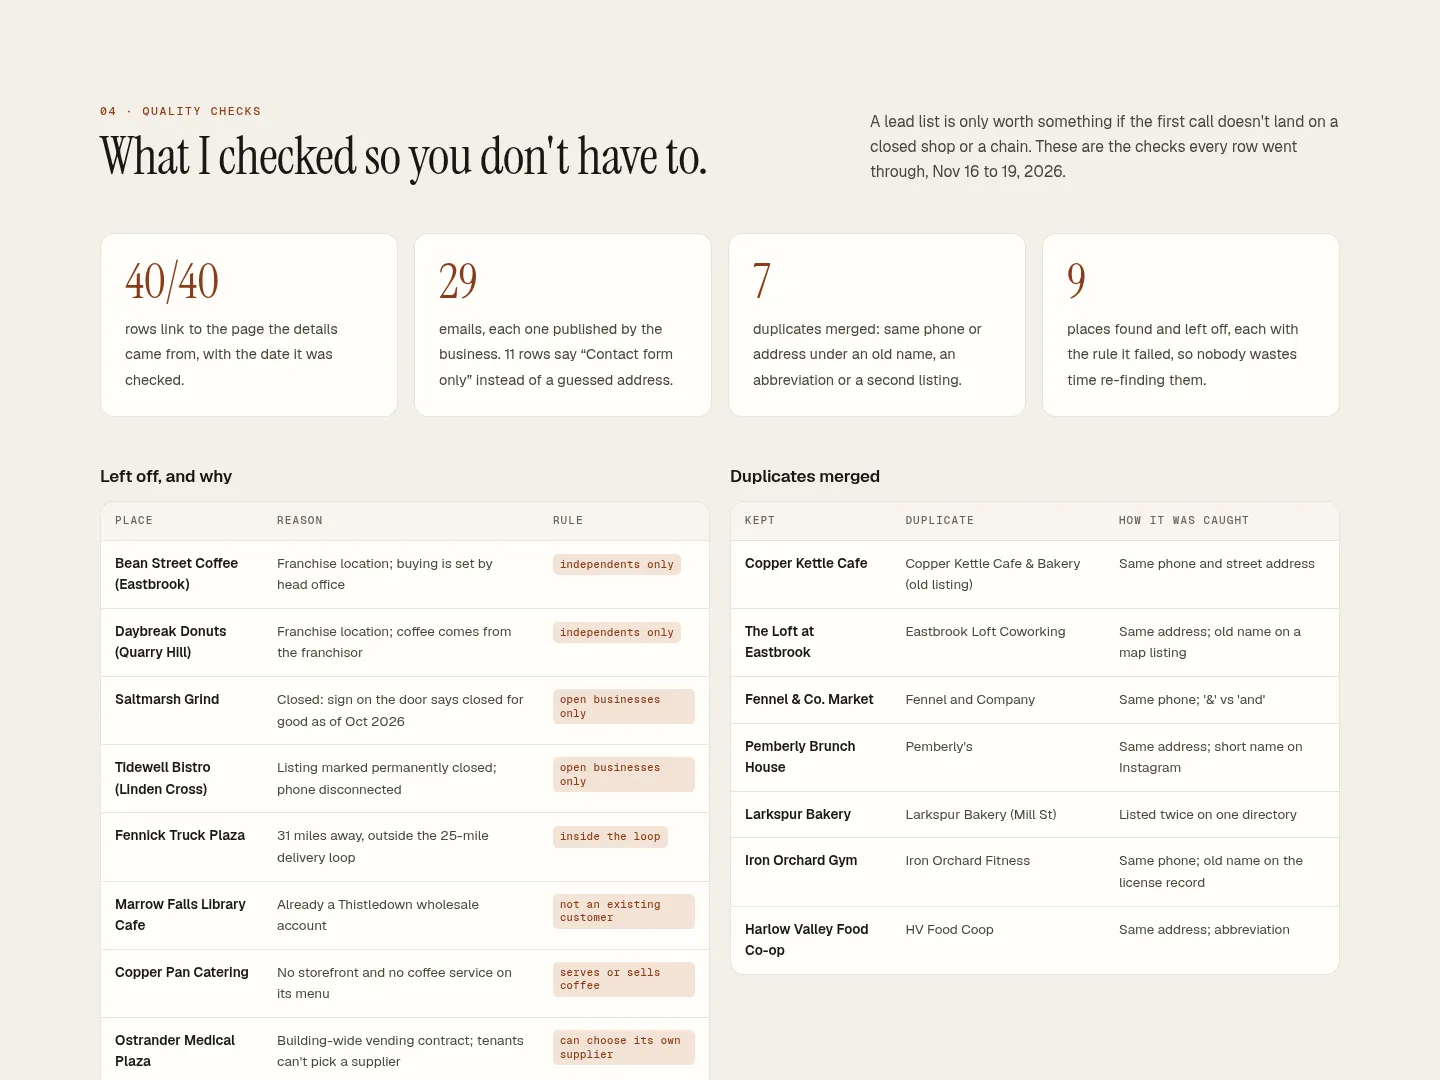 04 · QUALITY CHECKS
What I checked so you don't have to.
A lead list is only worth something if the first call doesn't land on a
closed shop or a chain. These are the checks every row went
through, Nov 16 to 19, 2026.
40/40
rows link to the page the details
came from, with the date it was
checked.
29
emails, each one published by the
business. 11 rows say “Contact form
only” instead of a guessed address.
7
duplicates merged: same phone or
address under an old name, an
abbreviation or a second listing.
9
places found and left off, each with
the rule it failed, so nobody wastes
time re-finding them.
Left off, and why
PLACE REASON RULE
Bean Street Coffee
(Eastbrook)
Franchise location; buying is set by
head office
independents only
Daybreak Donuts
(Quarry Hill)
Franchise location; coffee comes from
the franchisor
independents only
Saltmarsh Grind
Closed: sign on the door says closed for
good as of Oct 2026
open businesses
only
Tidewell Bistro
(Linden Cross)
Listing marked permanently closed;
phone disconnected
open businesses
only
Fennick Truck Plaza
31 miles away, outside the 25-mile
delivery loop
inside the loop
Marrow Falls Library
Cafe
Already a Thistledown wholesale
account
not an existing
customer
Copper Pan Catering
No storefront and no coffee service on
its menu
serves or sells
coffee
Ostrander Medical
Plaza
Building-wide vending contract; tenants
can't pick a supplier
can choose its own
supplier
Duplicates merged
KEPT DUPLICATE HOW IT WAS CAUGHT
Copper Kettle Cafe
Copper Kettle Cafe & Bakery
(old listing)
Same phone and street address
The Loft at
Eastbrook
Eastbrook Loft Coworking
Same address; old name on a
map listing
Fennel & Co. Market
Fennel and Company
Same phone; '&' vs 'and'
Pemberly Brunch
House
Pemberly's
Same address; short name on
Instagram
Larkspur Bakery
Larkspur Bakery (Mill St)
Listed twice on one directory
Iron Orchard Gym
Iron Orchard Fitness
Same phone; old name on the
license record
Harlow Valley Food
Co-op
HV Food Coop
Same address; abbreviation